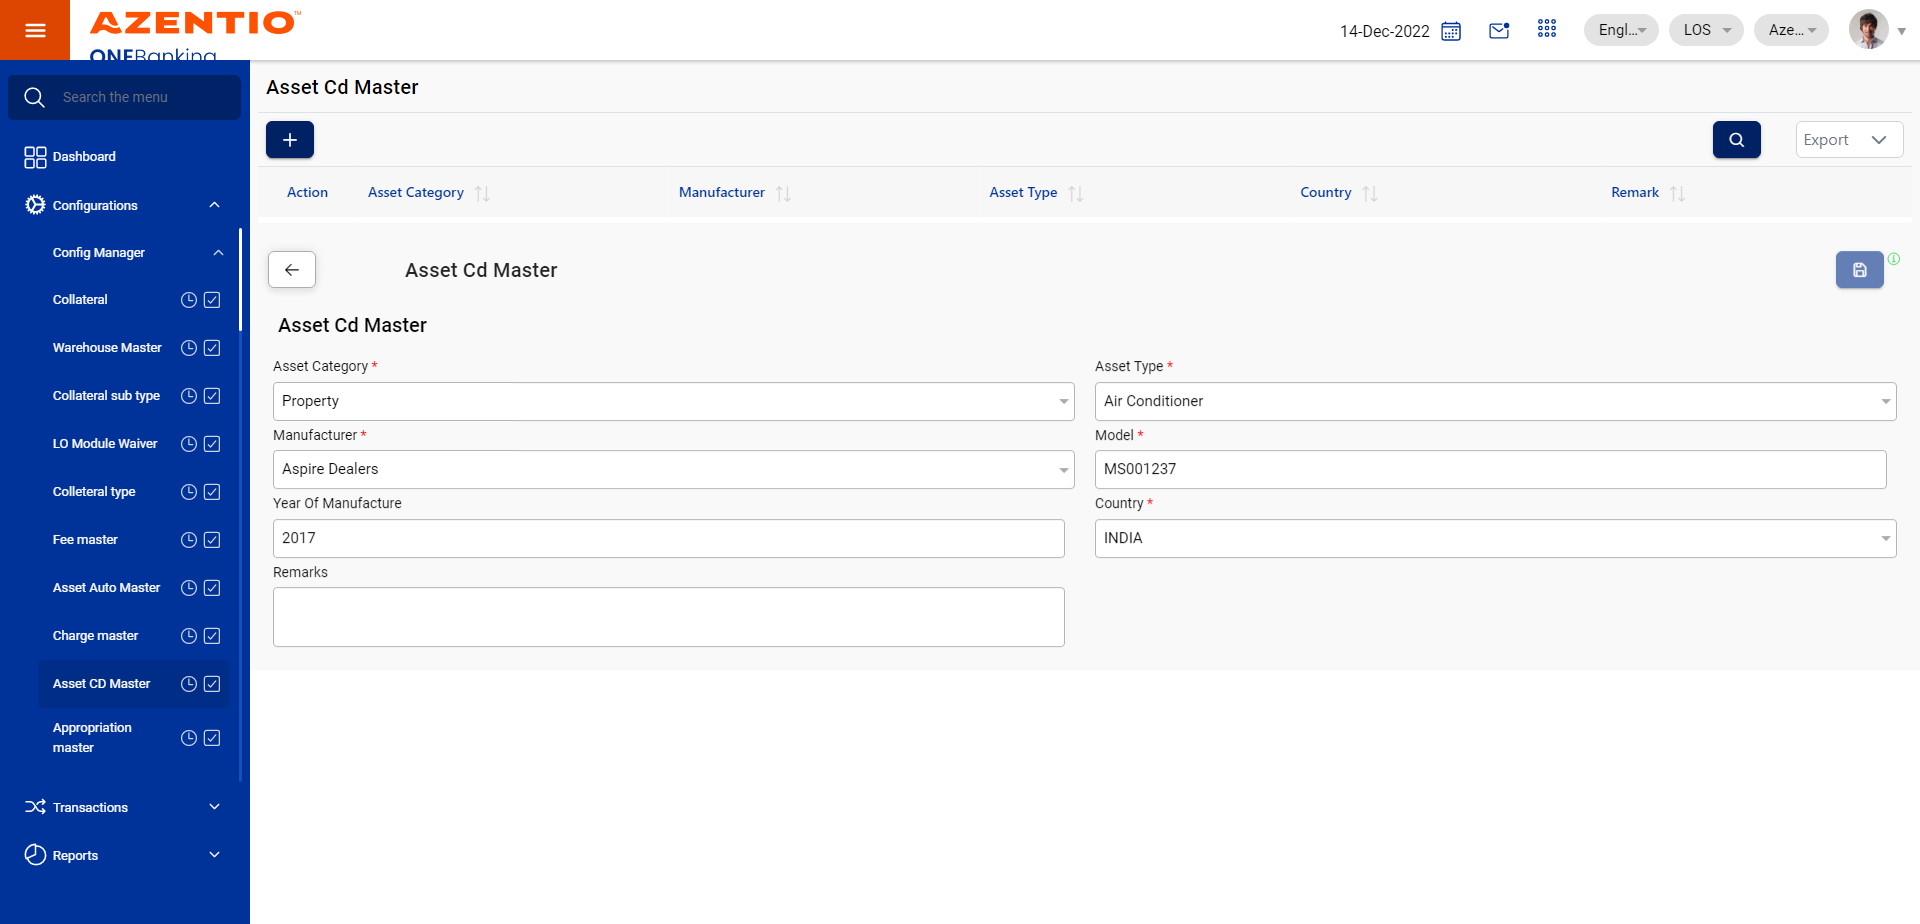 AZENTIO™
ONEBanking
14-Dec-2022
Engl...
LOS
Aze...
Search the menu
Dashboard
Configurations
Config Manager
Collateral
Warehouse Master
Collateral sub type
LO Module Waiver
Colleteral type
Fee master
Asset Auto Master
Charge master
Asset CD Master
Appropriation
master
Transactions
Reports
Asset Cd Master
Export
Action Asset Category Manufacturer Asset Type Country Remark
Asset Cd Master
Asset Cd Master
Asset Category * Asset Type *
Property Air Conditioner
Manufacturer * Model *
Aspire Dealers MS001237
Year Of Manufacture Country *
2017 INDIA
Remarks